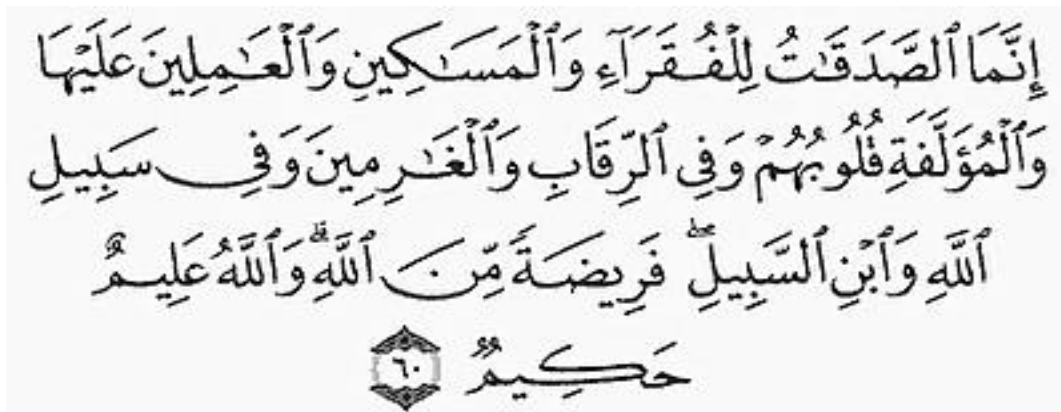 إِنَّمَا ٱلصَّدَقَٰتُ لِلْفُقَرَآءِ وَٱلْمَسَٰكِينِ وَٱلْعَٰمِلِينَ عَلَيْهَا
وَٱلْمُؤَلَّفَةِ قُلُوبُهُمْ وَفِى ٱلرِّقَابِ وَٱلْغَٰرِمِينَ وَفِى سَبِيلِ
ٱللَّهِ وَٱبْنِ ٱلسَّبِيلِ ۖ فَرِيضَةً مِّنَ ٱللَّهِ ۗ وَٱللَّهُ عَلِيمٌ
حَكِيمٌ ٦٠